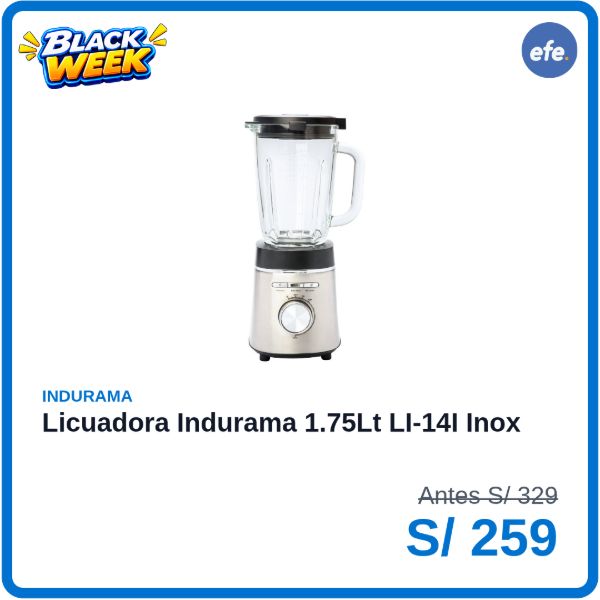 BLACK
WEEK
efe.
INDURAMA
Licuadora Indurama 1.75Lt LI-14I Inox
Antes S/ 329
S/ 259